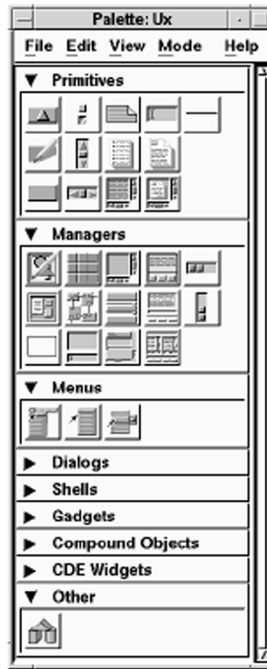 Palette: Ux
File Edit View Mode Help
Primitives
Managers
Menus
Dialogs
Shells
Gadgets
Compound Objects
CDE Widgets
Other